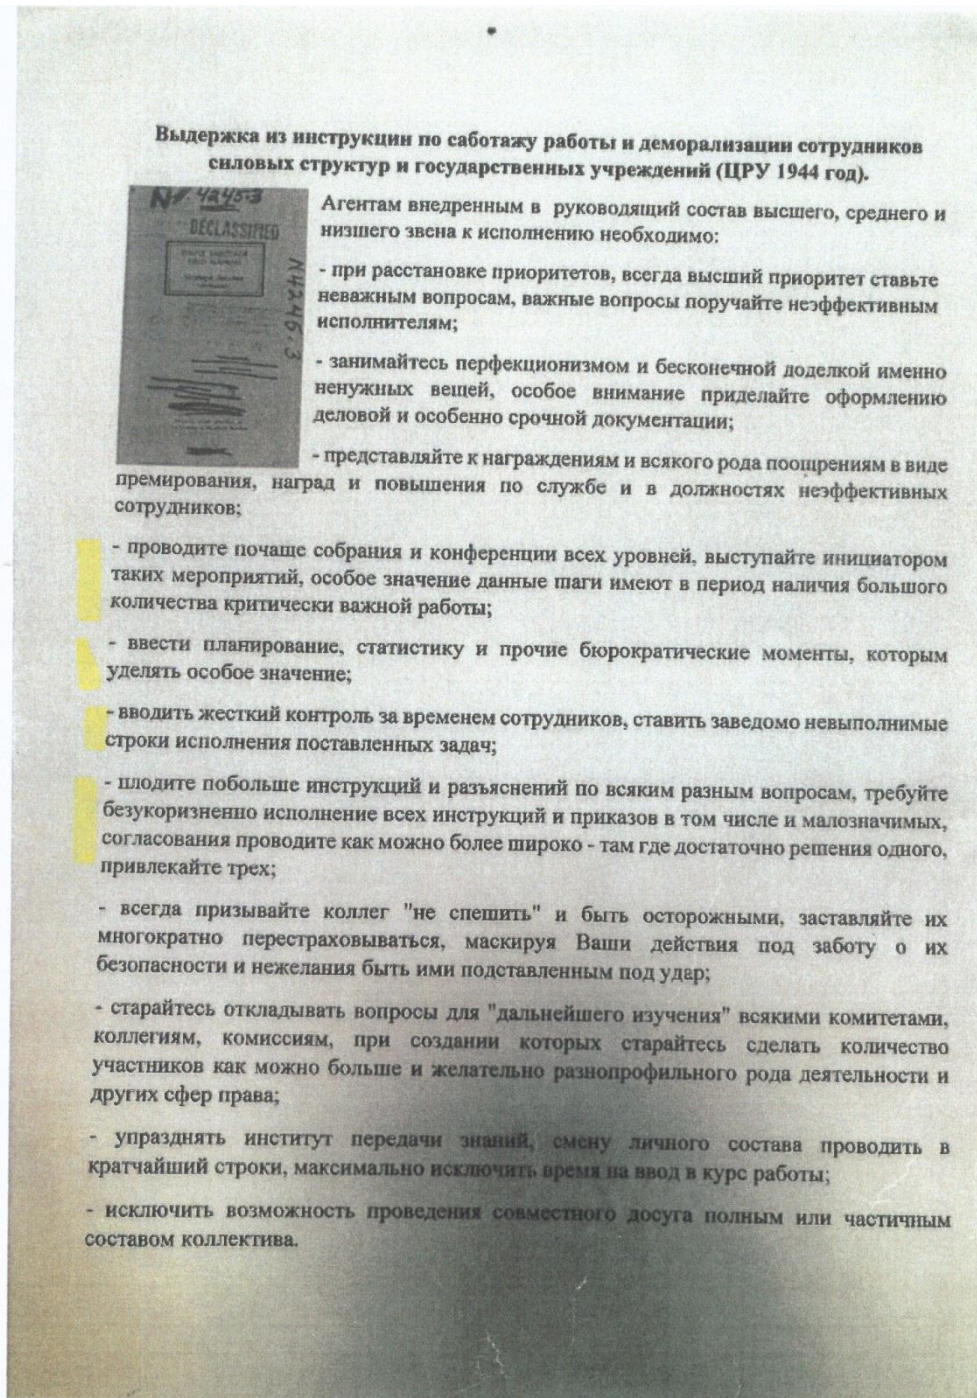 Выдержка из инструкции по саботажу работы и деморализации сотрудников
силовых структур и государственных учреждений (ЦРУ 1944 год).
№. 4245-3
DECLASSIFIED
SIMPLE SABOTAGE
FIELD MANUAL
N4245.3
Агентам внедренным в руководящий состав высшего, среднего и
низшего звена к исполнению необходимо:
- при расстановке приоритетов, всегда высший приоритет ставьте
неважным вопросам, важные вопросы поручайте неэффективным
исполнителям;
- занимайтесь перфекционизмом и бесконечной доделкой именно
ненужных вещей, особое внимание приделайте оформлению
деловой и особенно срочной документации;
- представляйте к награждениям и всякого рода поощрениям в виде
премирования, наград и повышения по службе и в должностях неэффективных
сотрудников;
- проводите почаще собрания и конференции всех уровней, выступайте инициатором
таких мероприятий, особое значение данные шаги имеют в период наличия большого
количества критически важной работы;
- ввести планирование, статистику и прочие бюрократические моменты, которым
уделять особое значение;
- вводить жесткий контроль за временем сотрудников, ставить заведомо невыполнимые
строки исполнения поставленных задач;
- плодите побольше инструкций и разъяснений по всяким разным вопросам, требуйте
безукоризненно исполнение всех инструкций и приказов в том числе и малозначимых,
согласования проводите как можно более широко - там где достаточно решения одного,
привлекайте трех;
- всегда призывайте коллег "не спешить" и быть осторожными, заставляйте их
многократно перестраховываться, маскируя Ваши действия под заботу о их
безопасности и нежелания быть ими подставленным под удар;
- старайтесь откладывать вопросы для "дальнейшего изучения" всякими комитетами,
коллегиям, комиссиям, при создании которых старайтесь сделать количество
участников как можно больше и желательно разнопрофильного рода деятельности и
других сфер права;
- упразднять институт передачи знаний, смену личного состава проводить в
кратчайший строки, максимально исключить время на ввод в курс работы;
- исключить возможность проведения совместного досуга полным или частичным
составом коллектива.